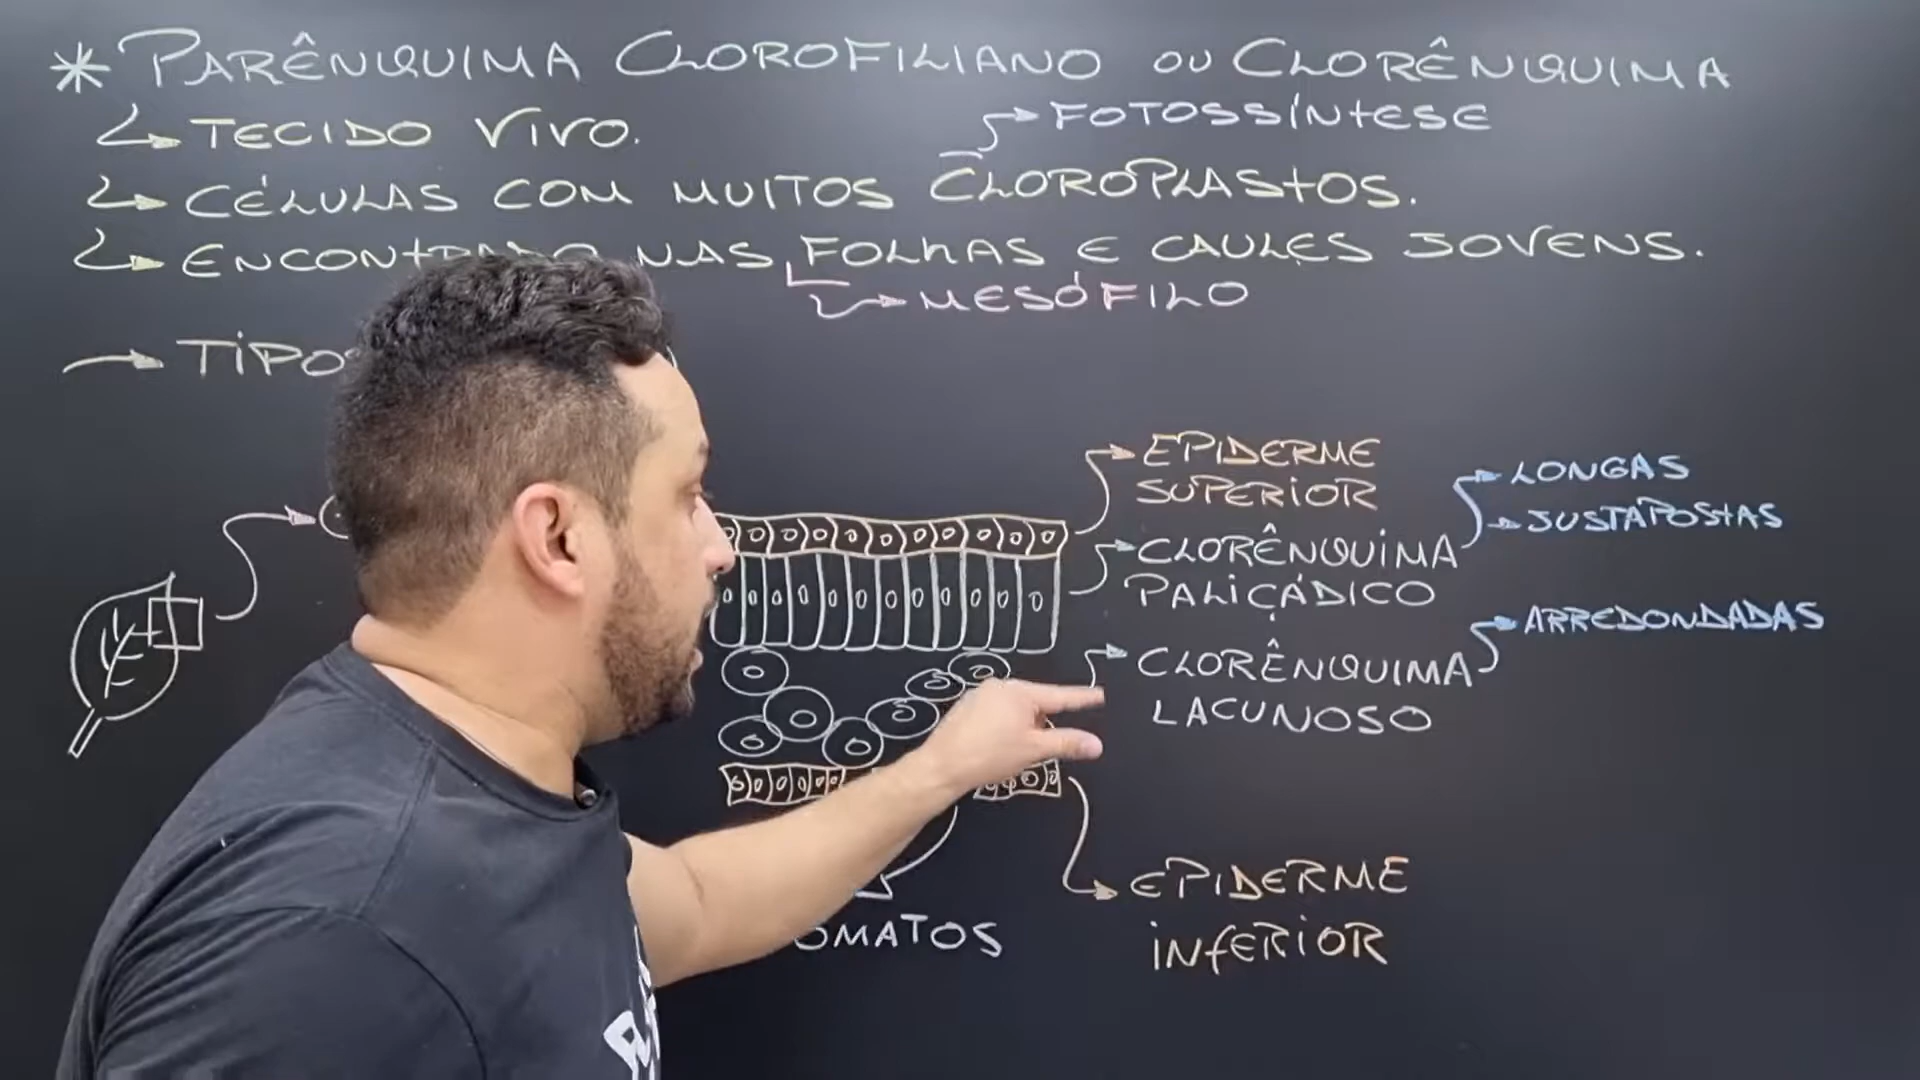 * PARÊNQUIMA CLOROFILIANO OU CLORÊNQUIMA
TECIDO VIVO.
FOTOSSÍNTESE
CÉLULAS COM MUITOS CLOROPLASTOS.
ENCONTRADO NAS FOLHAS E CAULES JOVENS.
MESÓFILO
EPIDERME
SUPERIOR
LONGAS
JUSTAPOSTAS
CLORÊNQUIMA
PALIÇÁDICO
ARREDONDADAS
CLORÊNQUIMA
LACUNOSO
EPIDERME
INFERIOR